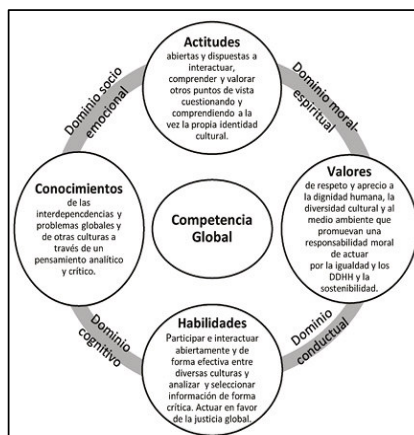 Actitudes
abiertas y dispuestas a
interactuar,
comprender y valorar
otros puntos de vista
cuestionando y
comprendiendo a la
vez la propia identidad
cultural.
Dominio socio
emocional
Dominio moral-
espiritual
Conocimientos
de las
interdependencias y
problemas globales y
de otras culturas a
través de un
pensamiento analítico
y crítico.
Competencia
Global
Valores
de respeto y aprecio a
la dignidad humana, la
diversidad cultural y al
medio ambiente que
promuevan una
responsabilidad moral de
actuar
por la igualdad y los
DDHH y la
sostenibilidad.
Dominio
cognitivo
Dominio
conductual
Habilidades
Participar e interactuar
abiertamente y de
forma efectiva entre
diversas culturas y
analizar y seleccionar
información de forma
crítica. Actuar en favor
de la justicia global.